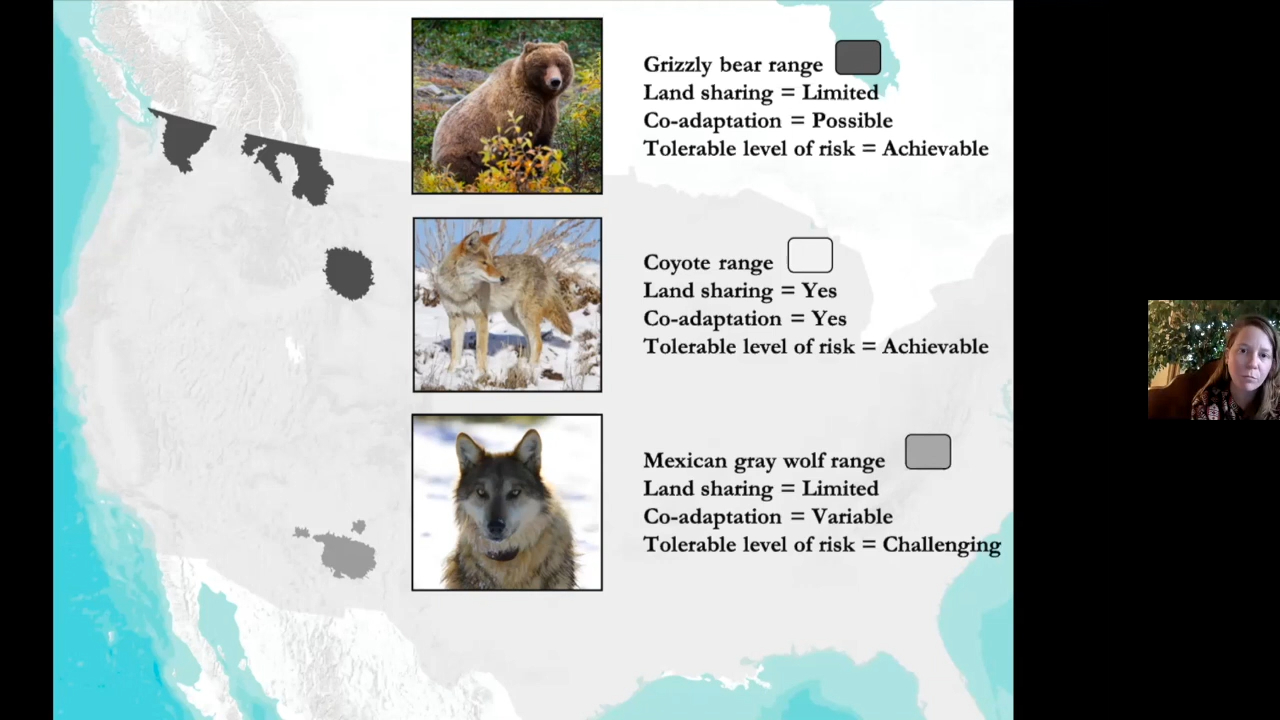 Grizzly bear range
Land sharing = Limited
Co-adaptation = Possible
Tolerable level of risk = Achievable
Coyote range
Land sharing = Yes
Co-adaptation = Yes
Tolerable level of risk = Achievable
Mexican gray wolf range
Land sharing = Limited
Co-adaptation = Variable
Tolerable level of risk = Challenging